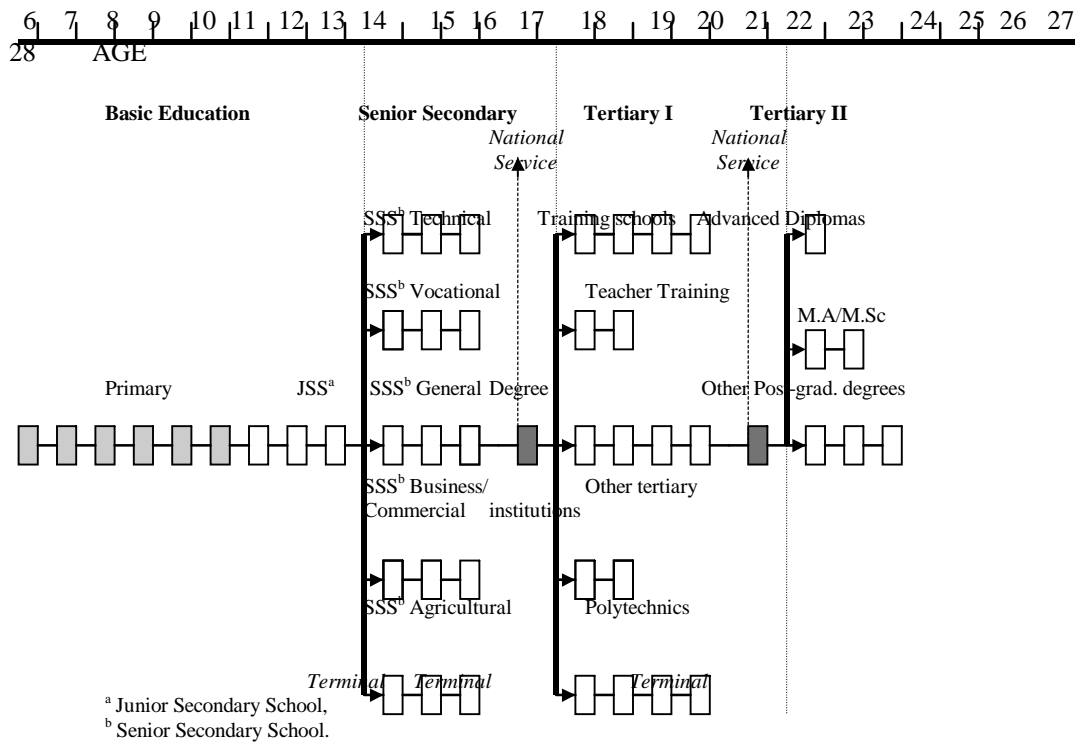 6 7 8 9 10 11 12 13 14 15 16 17 18 19 20 21 22 23 24 25 26 27
28 AGE
Basic Education Senior Secondary Tertiary I Tertiary II
National Service
National Service
SSSᵇ Technical Training schools Advanced Diplomas
SSSᵇ Vocational Teacher Training
M.A/M.Sc
Primary JSSᵃ SSSᵇ General Degree Other Post-grad. degrees
SSSᵇ Business/ Other tertiary
Commercial institutions
SSSᵇ Agricultural Polytechnics
Terminal Terminal Terminal
ᵃ Junior Secondary School,
ᵇ Senior Secondary School.